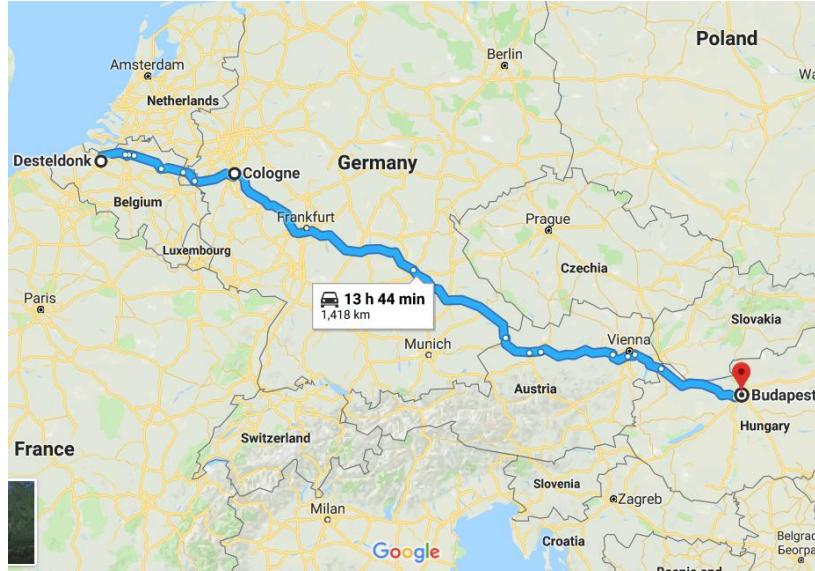 Poland
Berlin
Amsterdam
Netherlands
Desteldonk
Cologne
Germany
Belgium
Frankfurt
Prague
Luxembourg
Czechia
Paris
13 h 44 min
1,418 km
Slovakia
Vienna
Munich
Austria
Budapest
Hungary
France
Switzerland
Slovenia
Zagreb
Milan
Croatia
Google